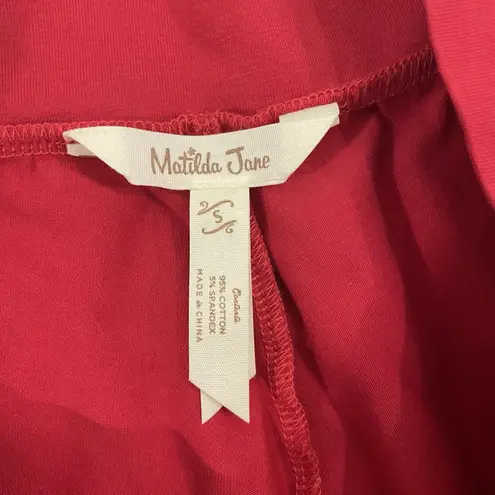 Matilda Jane
S
Contents
95% COTTON
5% SPANDEX
MADE in CHINA